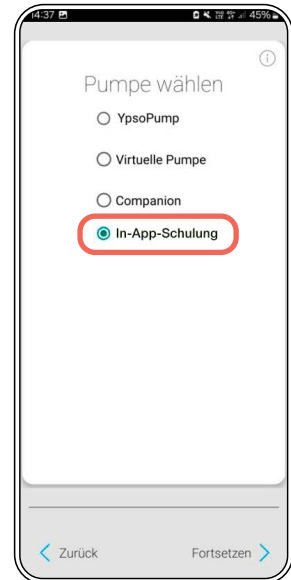 14:37 45%
Pumpe wählen
YpsoPump
Virtuelle Pumpe
Companion
In-App-Schulung
Zurück Fortsetzen